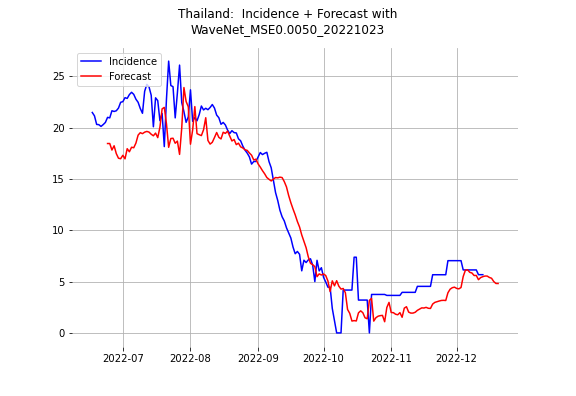 Thailand:  Incidence + Forecast with
WaveNet_MSE0.0050_20221023
Incidence
Forecast
25
20
15
10
5
0
2022-07 2022-08 2022-09 2022-10 2022-11 2022-12